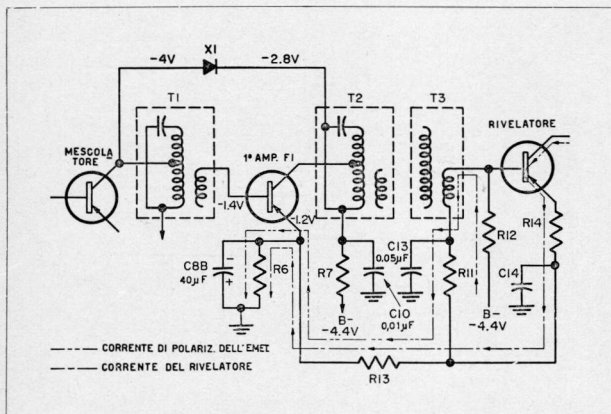 X1
-4V
-2.8V
T1
T2
T3
RIVELATORE
MESCOLA
TORE
1º AMP. FI
-1.4V
-1.2V
R14
R12
C8B
40µF
R6
R7
C13
0.05µF
R11
C14
B-
-4.4V
C10
0,01µF
B-
-4.4V
CORRENTE DI POLARIZ. DELL'EMET.
CORRENTE DEL RIVELATORE
R13